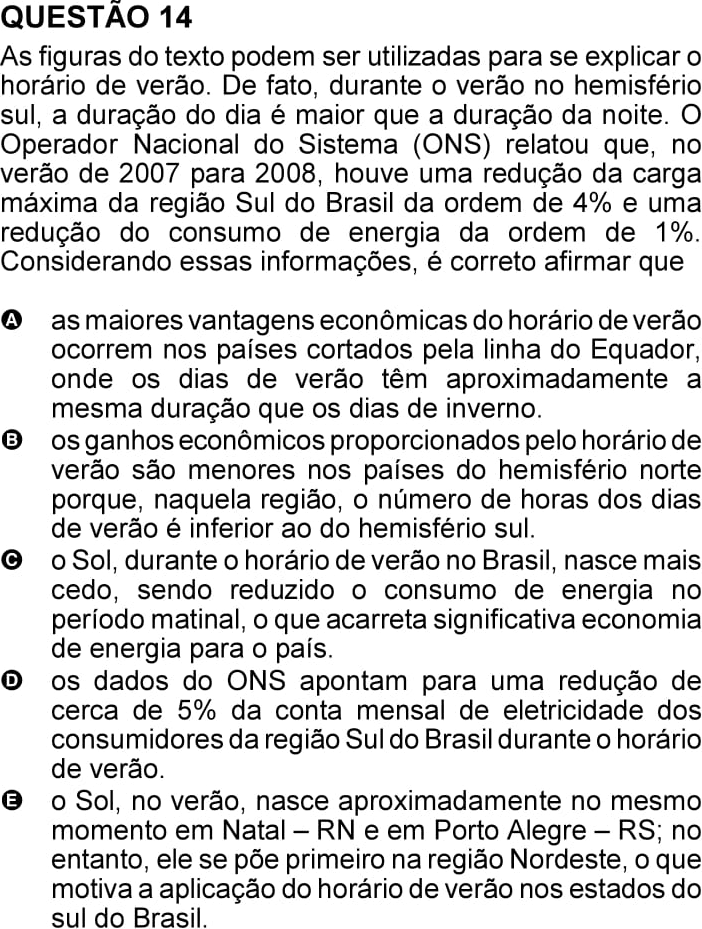 QUESTÃO 14
As figuras do texto podem ser utilizadas para se explicar o
horário de verão. De fato, durante o verão no hemisfério
sul, a duração do dia é maior que a duração da noite. O
Operador Nacional do Sistema (ONS) relatou que, no
verão de 2007 para 2008, houve uma redução da carga
máxima da região Sul do Brasil da ordem de 4% e uma
redução do consumo de energia da ordem de 1%.
Considerando essas informações, é correto afirmar que
A as maiores vantagens econômicas do horário de verão
ocorrem nos países cortados pela linha do Equador,
onde os dias de verão têm aproximadamente a
mesma duração que os dias de inverno.
B os ganhos econômicos proporcionados pelo horário de
verão são menores nos países do hemisfério norte
porque, naquela região, o número de horas dos dias
de verão é inferior ao do hemisfério sul.
C o Sol, durante o horário de verão no Brasil, nasce mais
cedo, sendo reduzido o consumo de energia no
período matinal, o que acarreta significativa economia
de energia para o país.
D os dados do ONS apontam para uma redução de
cerca de 5% da conta mensal de eletricidade dos
consumidores da região Sul do Brasil durante o horário
de verão.
E o Sol, no verão, nasce aproximadamente no mesmo
momento em Natal – RN e em Porto Alegre – RS; no
entanto, ele se põe primeiro na região Nordeste, o que
motiva a aplicação do horário de verão nos estados do
sul do Brasil.